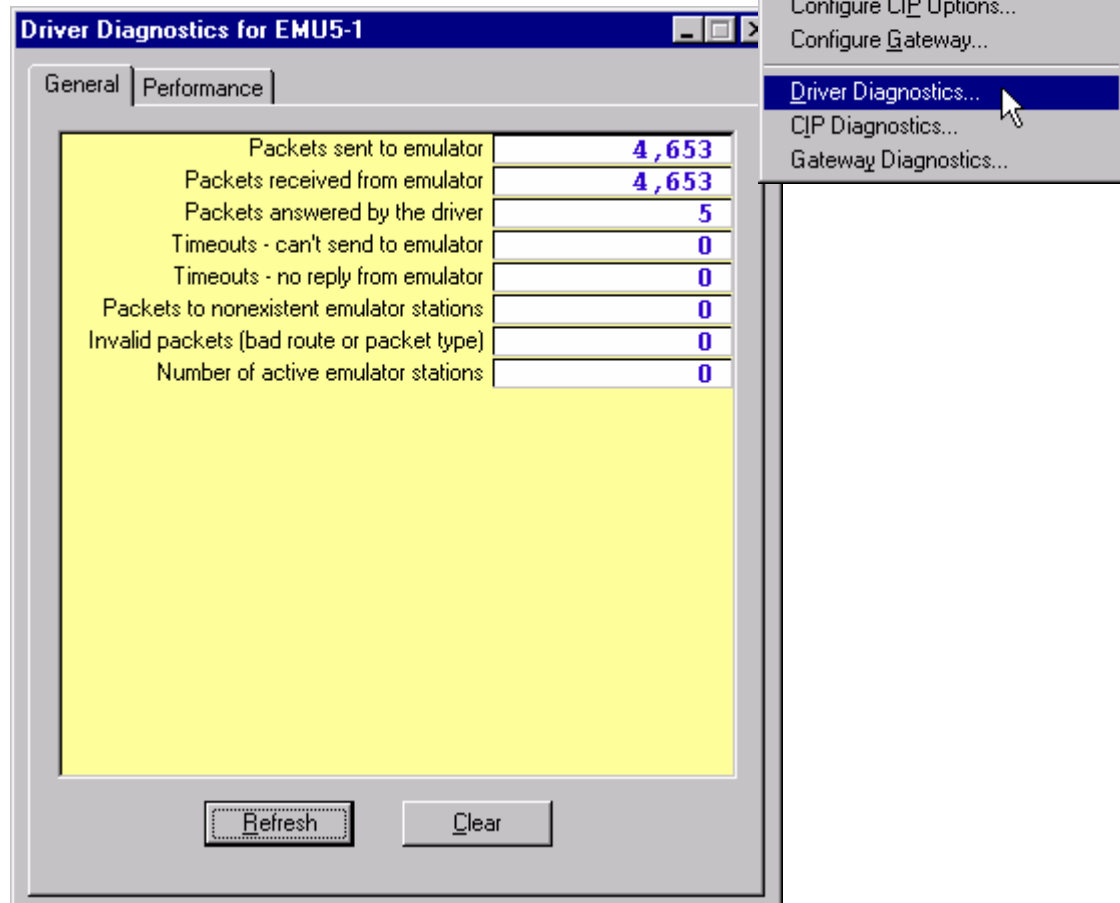 Driver Diagnostics for EMU5-1
General Performance
Packets sent to emulator 4,653
Packets received from emulator 4,653
Packets answered by the driver 5
Timeouts - can't send to emulator 0
Timeouts - no reply from emulator 0
Packets to nonexistent emulator stations 0
Invalid packets (bad route or packet type) 0
Number of active emulator stations 0
Refresh Clear
Configure CIP Options...
Configure Gateway...
Driver Diagnostics...
CIP Diagnostics...
Gateway Diagnostics...